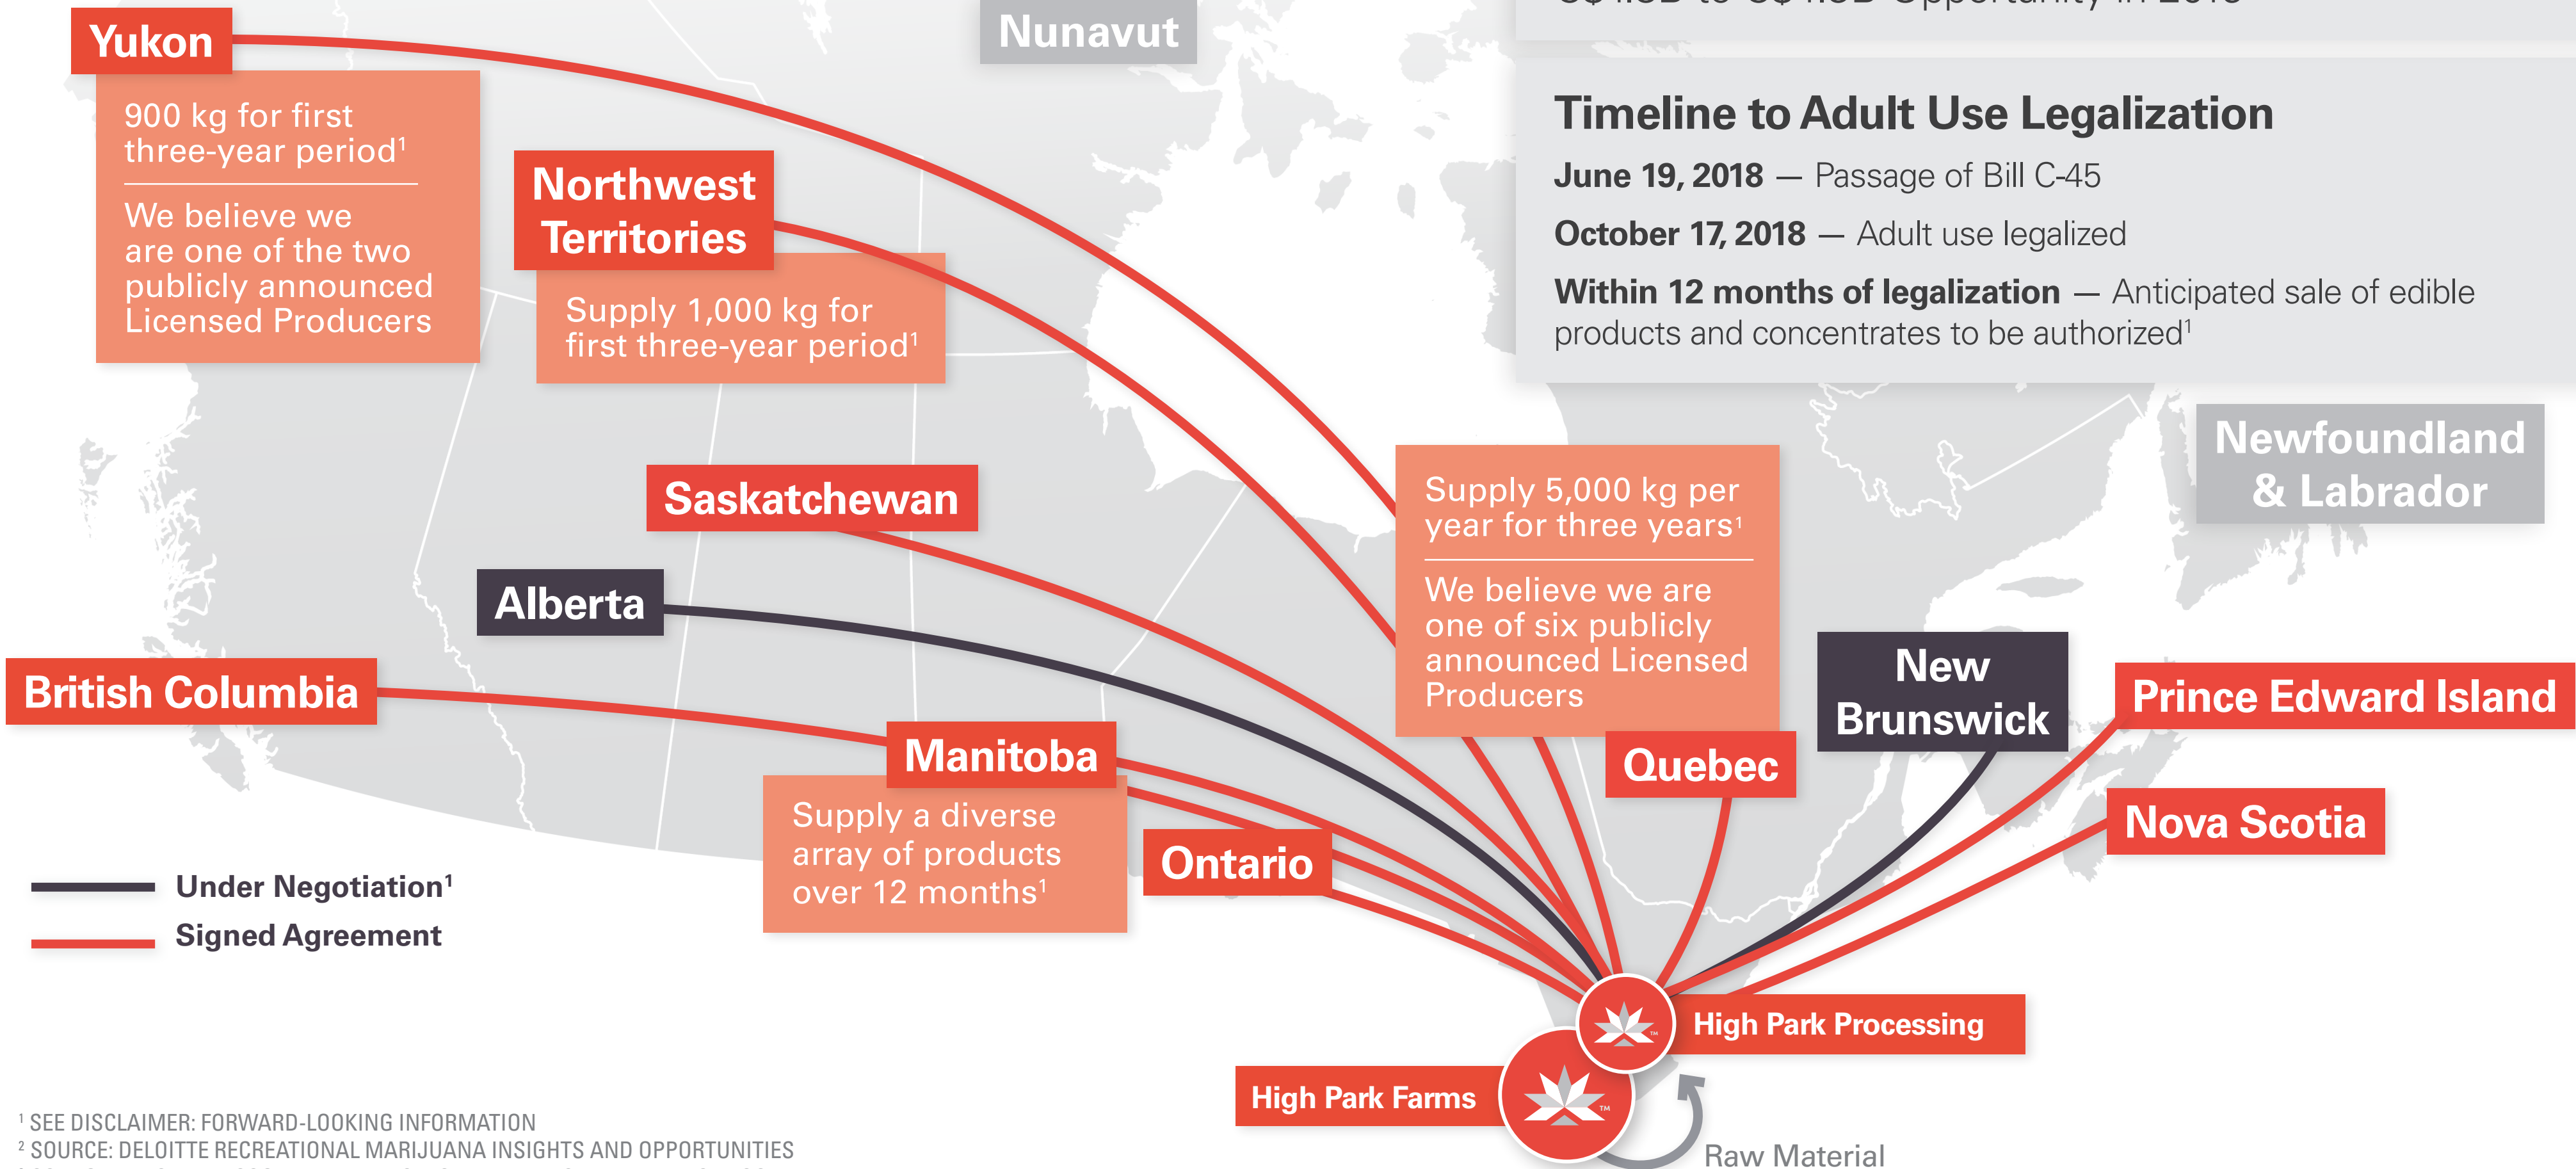 Yukon
900 kg for first
three-year period¹
We believe we
are one of the two
publicly announced
Licensed Producers
Northwest
Territories
Supply 1,000 kg for
first three-year period¹
Nunavut
Timeline to Adult Use Legalization
June 19, 2018 — Passage of Bill C-45
October 17, 2018 — Adult use legalized
Within 12 months of legalization — Anticipated sale of edible
products and concentrates to be authorized¹
Newfoundland
& Labrador
Saskatchewan
Alberta
British Columbia
Manitoba
Supply a diverse
array of products
over 12 months¹
Ontario
Supply 5,000 kg per
year for three years¹
We believe we are
one of six publicly
announced Licensed
Producers
Quebec
New
Brunswick
Prince Edward Island
Nova Scotia
Under Negotiation¹
Signed Agreement
High Park Processing
TM
High Park Farms
TM
Raw Material
¹ SEE DISCLAIMER: FORWARD-LOOKING INFORMATION
² SOURCE: DELOITTE RECREATIONAL MARIJUANA INSIGHTS AND OPPORTUNITIES